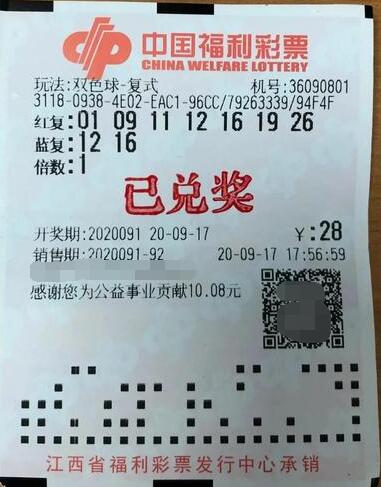 中国福利彩票
CHINA WELFARE LOTTERY
玩法:双色球-复式 机号:36090801
3118-0938-4E02-EAC1-96CC/79263339/94F4F
红复:01 09 11 12 16 19 26
蓝复:12 16
倍数:1
已兑奖
开奖期:2020091 20-09-17 ¥:28
销售期:2020091-92 20-09-17 17:56:59
感谢您为公益事业贡献10.08元
江西省福利彩票发行中心承销